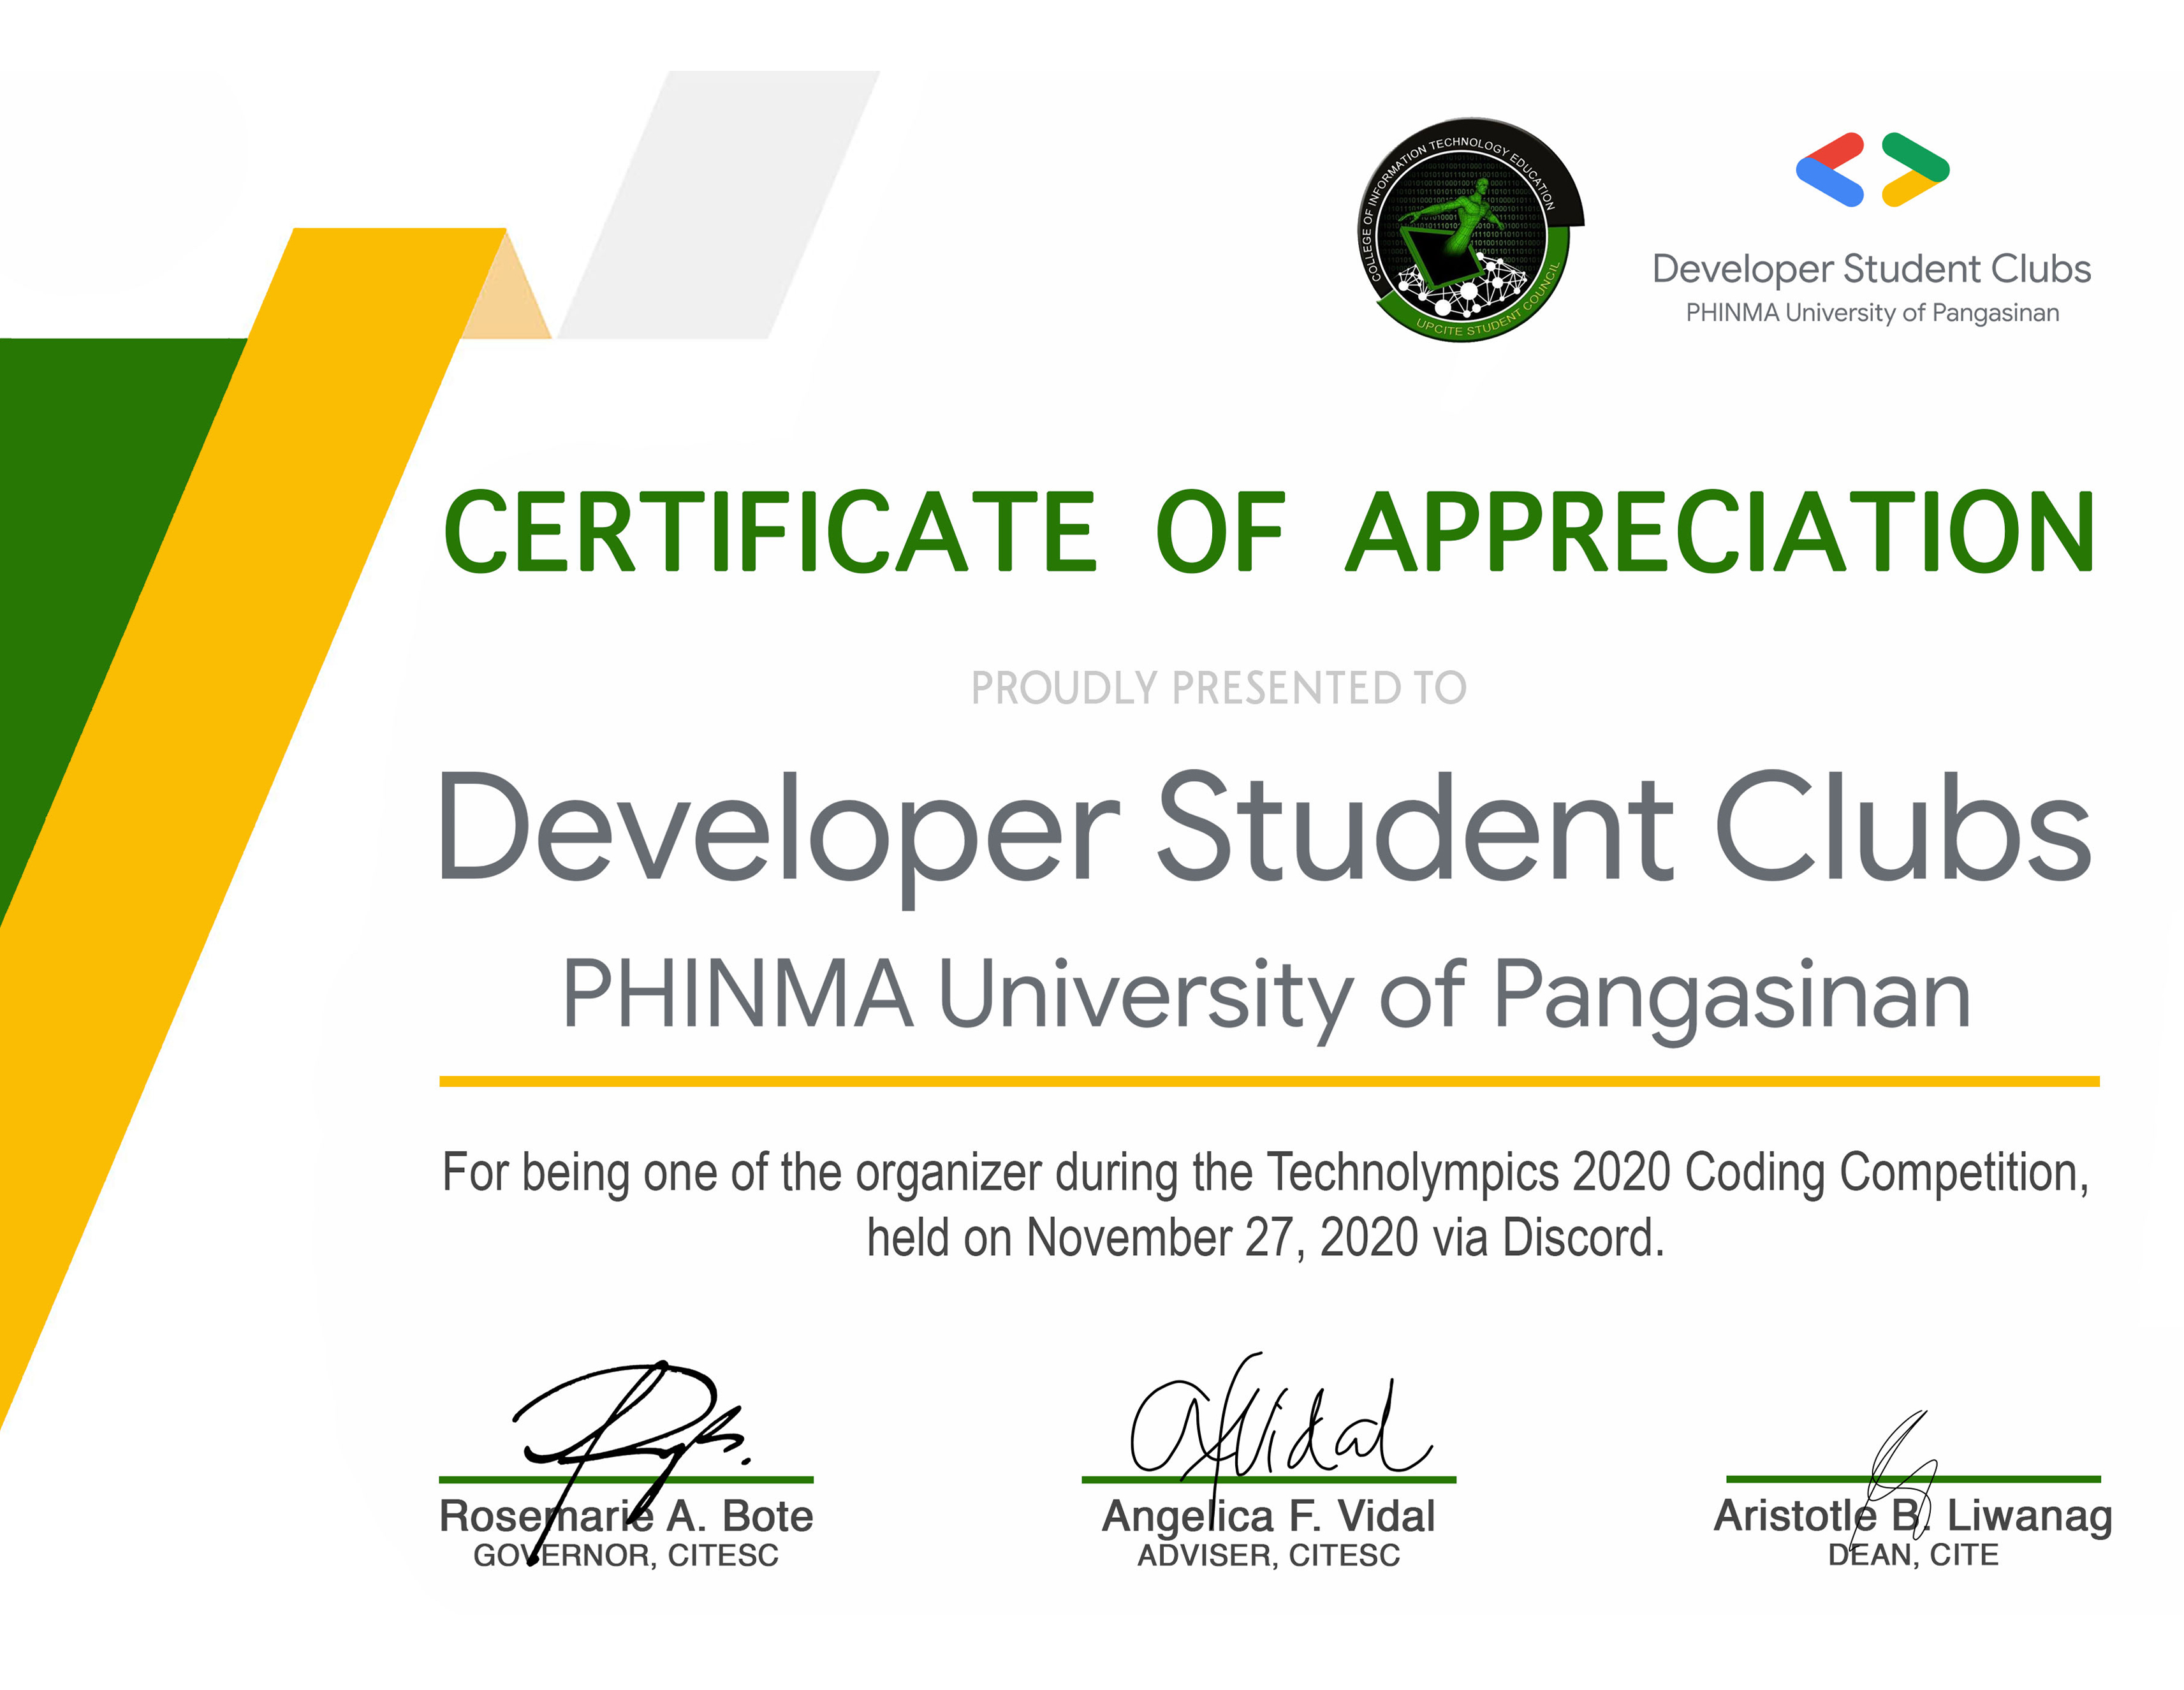 COLLEGE OF INFORMATION TECHNOLOGY EDUCATION
UPCITE STUDENT COUNCIL
Developer Student Clubs
PHINMA University of Pangasinan
CERTIFICATE OF APPRECIATION
PROUDLY PRESENTED TO
Developer Student Clubs
PHINMA University of Pangasinan
For being one of the organizer during the Technolympics 2020 Coding Competition,
held on November 27, 2020 via Discord.
Rosemarie A. Bote
GOVERNOR, CITESC
Angelica F. Vidal
ADVISER, CITESC
Aristotle B. Liwanag
DEAN, CITE